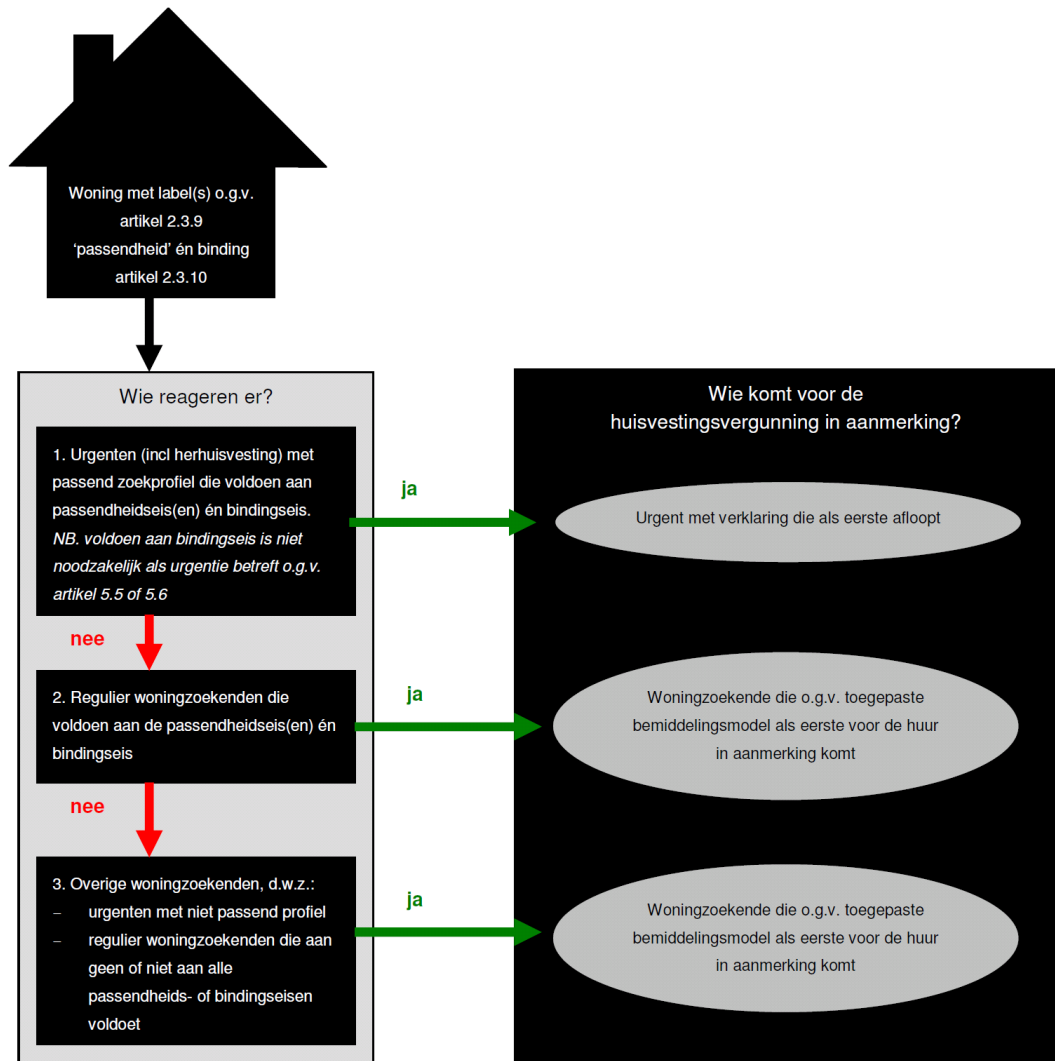 Woning met label(s) o.g.v.
artikel 2.3.9
‘passendheid’ én binding
artikel 2.3.10
Wie reageren er?
1. Urgenten (incl herhuisvesting) met
passend zoekprofiel die voldoen aan
passendheidseis(en) én bindingseis.
NB. voldoen aan bindingseis is niet
noodzakelijk als urgentie betreft o.g.v.
artikel 5.5 of 5.6
ja
nee
2. Regulier woningzoekenden die
voldoen aan de passendheidseis(en) én
bindingseis
ja
nee
3. Overige woningzoekenden, d.w.z.:
– urgenten met niet passend profiel
– regulier woningzoekenden die aan
geen of niet aan alle
passendheids- of bindingseisen
voldoet
ja
Wie komt voor de
huisvestingsvergunning in aanmerking?
Urgent met verklaring die als eerste afloopt
Woningzoekende die o.g.v. toegepaste
bemiddelingsmodel als eerste voor de huur
in aanmerking komt
Woningzoekende die o.g.v. toegepaste
bemiddelingsmodel als eerste voor de huur
in aanmerking komt